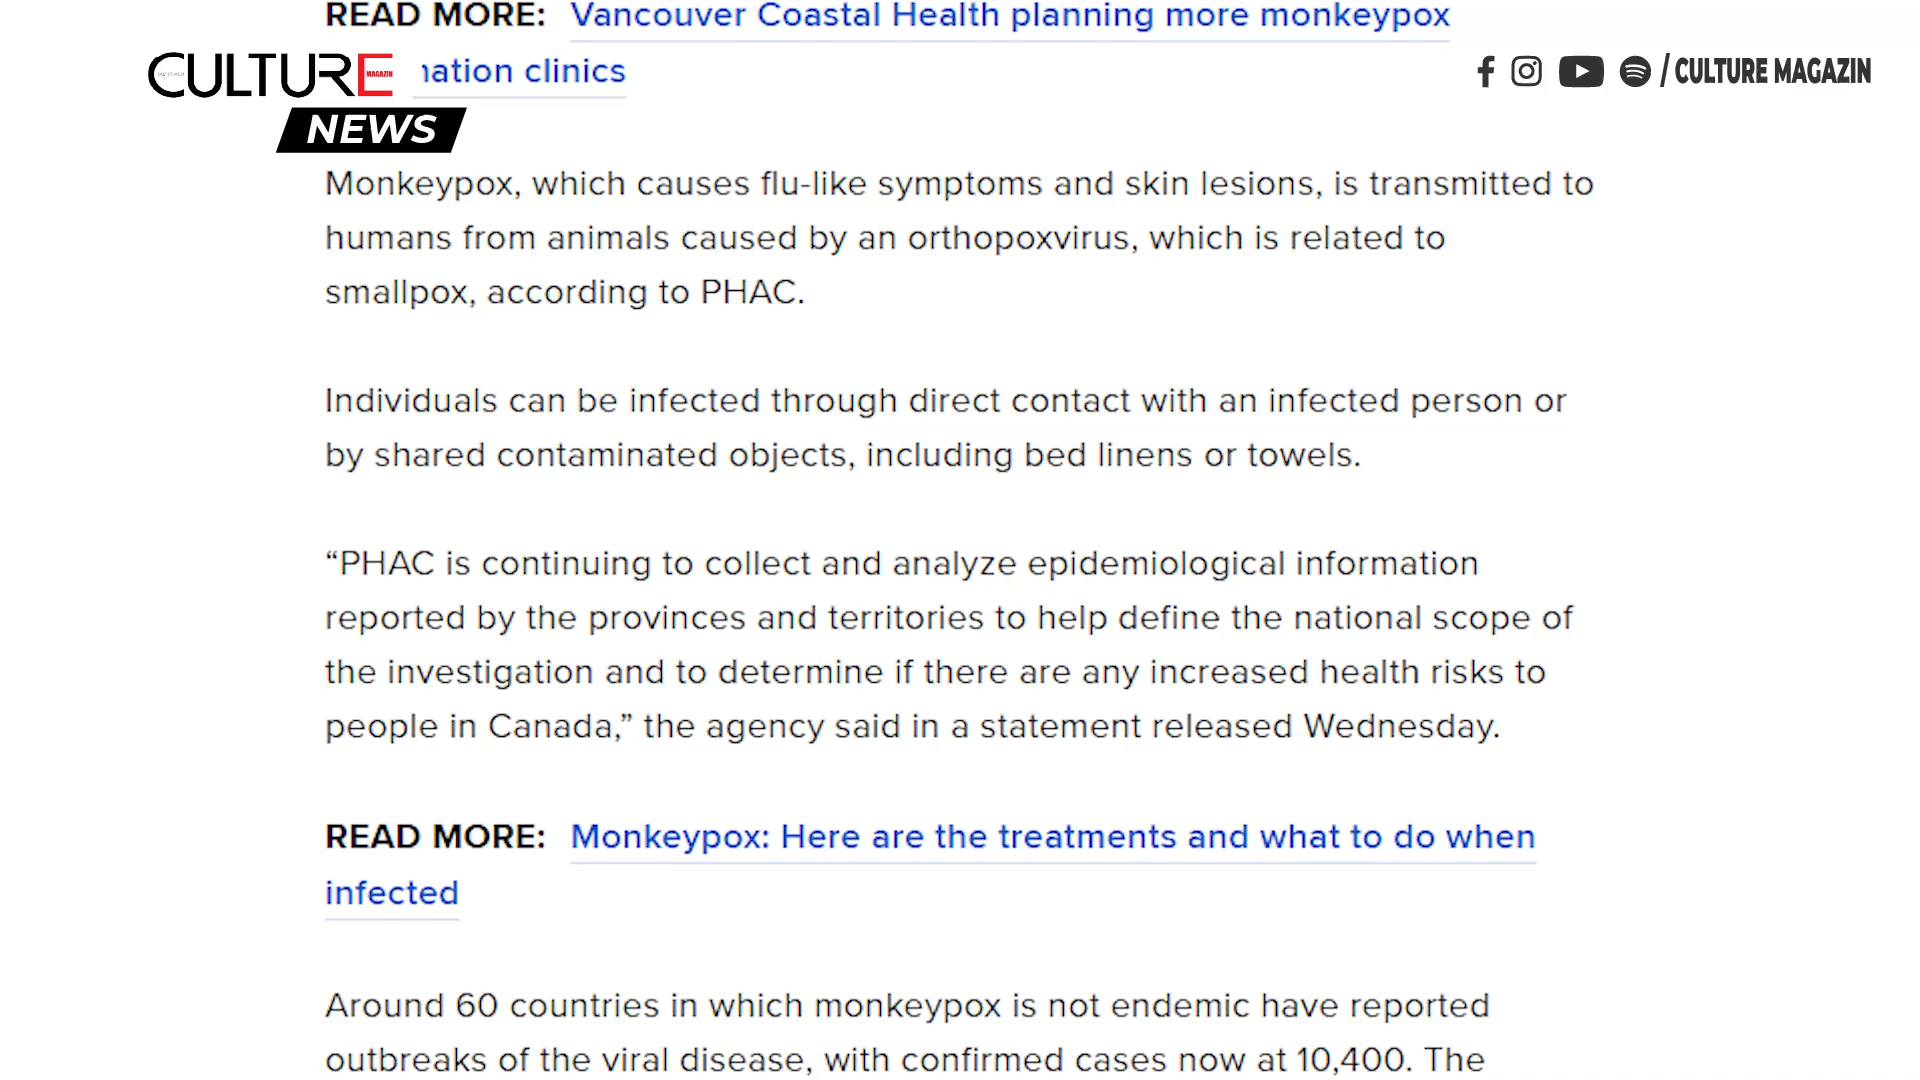 READ MORE: Vancouver Coastal Health planning more monkeypox
nation clinics
CULTURE
MAGAZIN
NEWS
/ CULTURE MAGAZIN
Monkeypox, which causes flu-like symptoms and skin lesions, is transmitted to
humans from animals caused by an orthopoxvirus, which is related to
smallpox, according to PHAC.
Individuals can be infected through direct contact with an infected person or
by shared contaminated objects, including bed linens or towels.
“PHAC is continuing to collect and analyze epidemiological information
reported by the provinces and territories to help define the national scope of
the investigation and to determine if there are any increased health risks to
people in Canada,” the agency said in a statement released Wednesday.
READ MORE: Monkeypox: Here are the treatments and what to do when
infected
Around 60 countries in which monkeypox is not endemic have reported
outbreaks of the viral disease, with confirmed cases now at 10,400. The